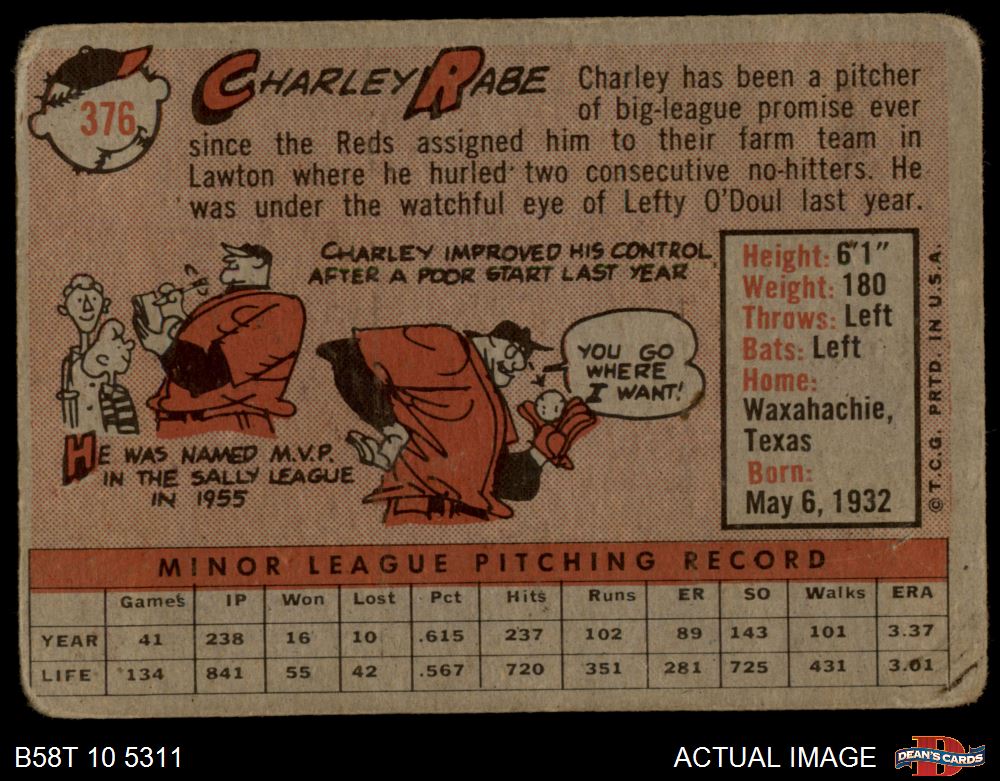 376
CHARLEY RABE
Charley has been a pitcher
of big-league promise ever
since the Reds assigned him to their farm team in
Lawton where he hurled two consecutive no-hitters. He
was under the watchful eye of Lefty O'Doul last year.
CHARLEY IMPROVED HIS CONTROL
AFTER A POOR START LAST YEAR
YOU GO
WHERE
I WANT!
HE WAS NAMED M.V.P.
IN THE SALLY LEAGUE
IN 1955
Height: 6'1"
Weight: 180
Throws: Left
Bats: Left
Home:
Waxahachie,
Texas
Born:
May 6, 1932
© T.C.G. PRTD. IN U.S.A.
MINOR LEAGUE PITCHING RECORD
Games IP Won Lost Pct Hits Runs ER SO Walks ERA
YEAR 41 238 16 10 .615 237 102 89 143 101 3.37
LIFE 134 841 55 42 .567 720 351 281 725 431 3.01
B58T 10 5311
ACTUAL IMAGE
D
DEAN'S CARDS